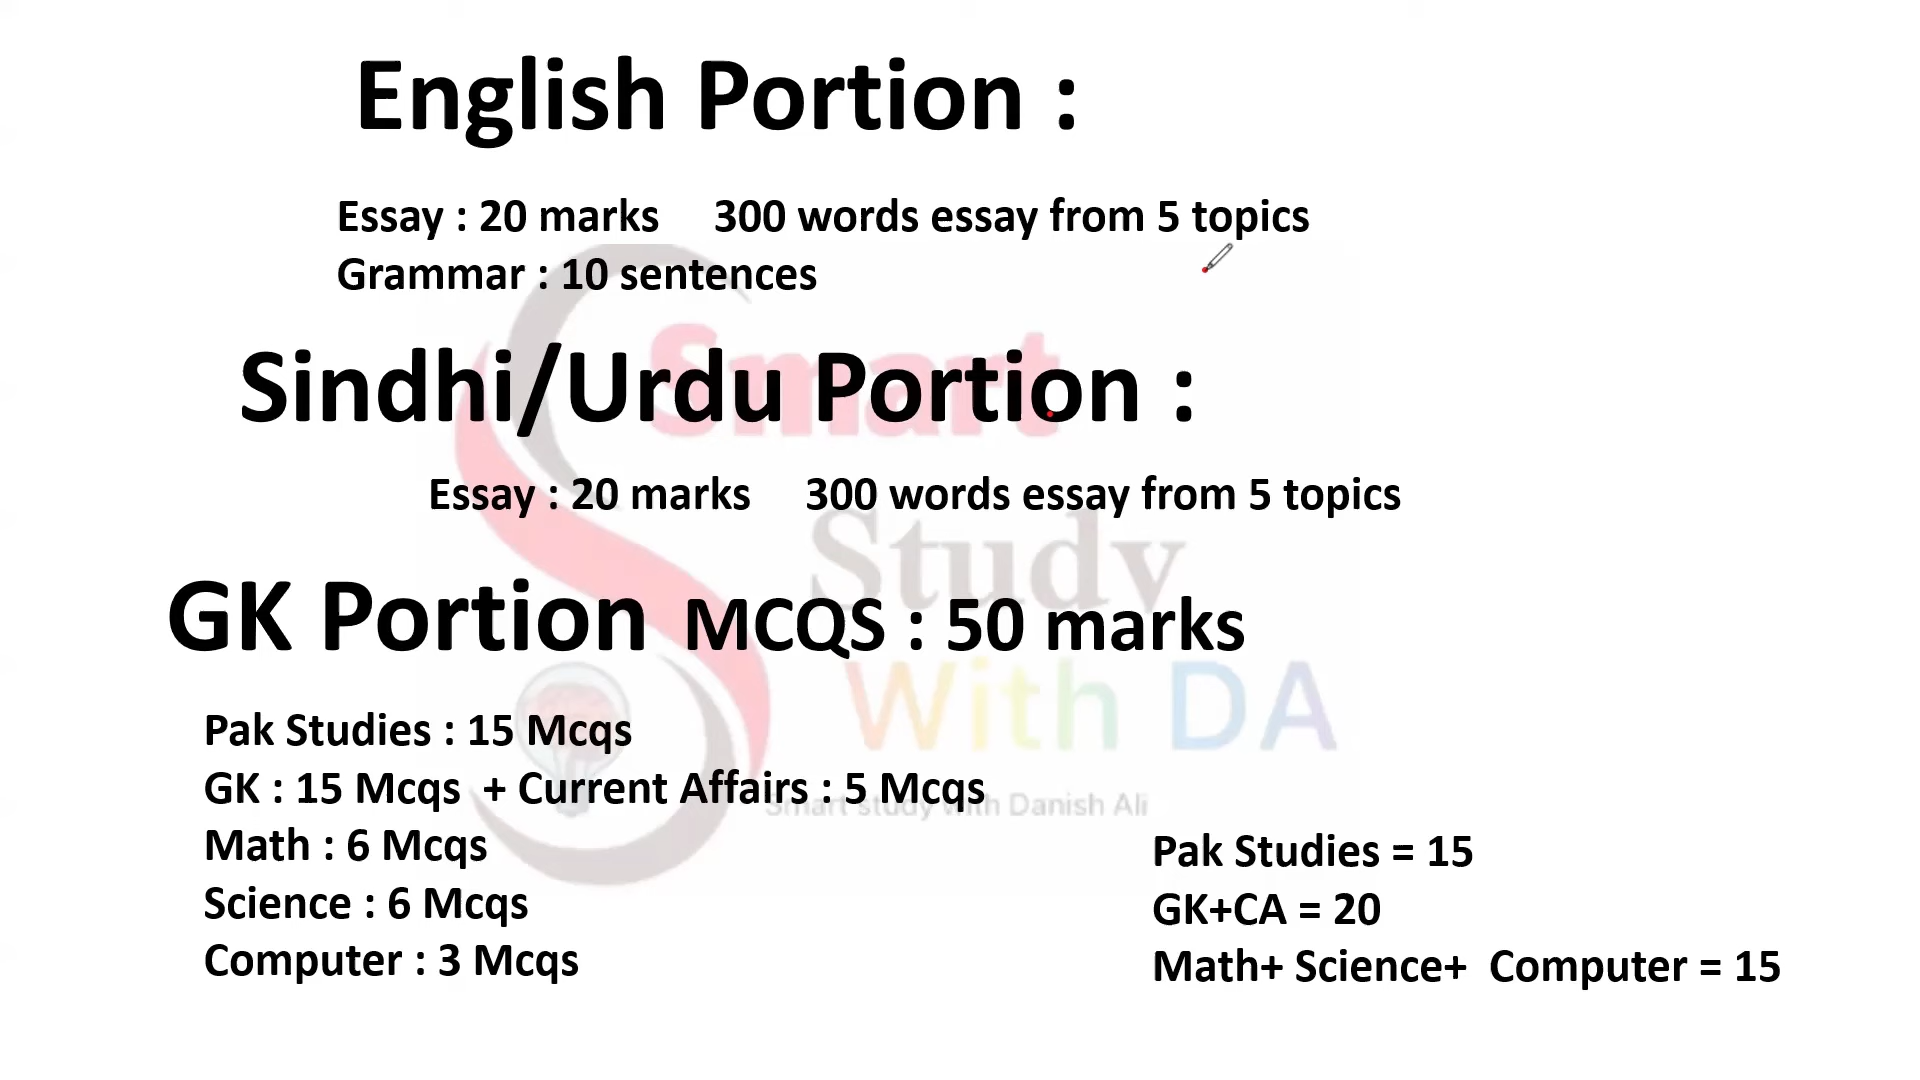 English Portion :
Essay : 20 marks 300 words essay from 5 topics
Grammar : 10 sentences
Sindhi/Urdu Portion :
Essay : 20 marks 300 words essay from 5 topics
GK Portion MCQS : 50 marks
Pak Studies : 15 Mcqs
GK : 15 Mcqs + Current Affairs : 5 Mcqs
Math : 6 Mcqs
Science : 6 Mcqs
Computer : 3 Mcqs
Pak Studies = 15
GK+CA = 20
Math+ Science+ Computer = 15
Smart
Study
With DA
Smart study with Danish Ali